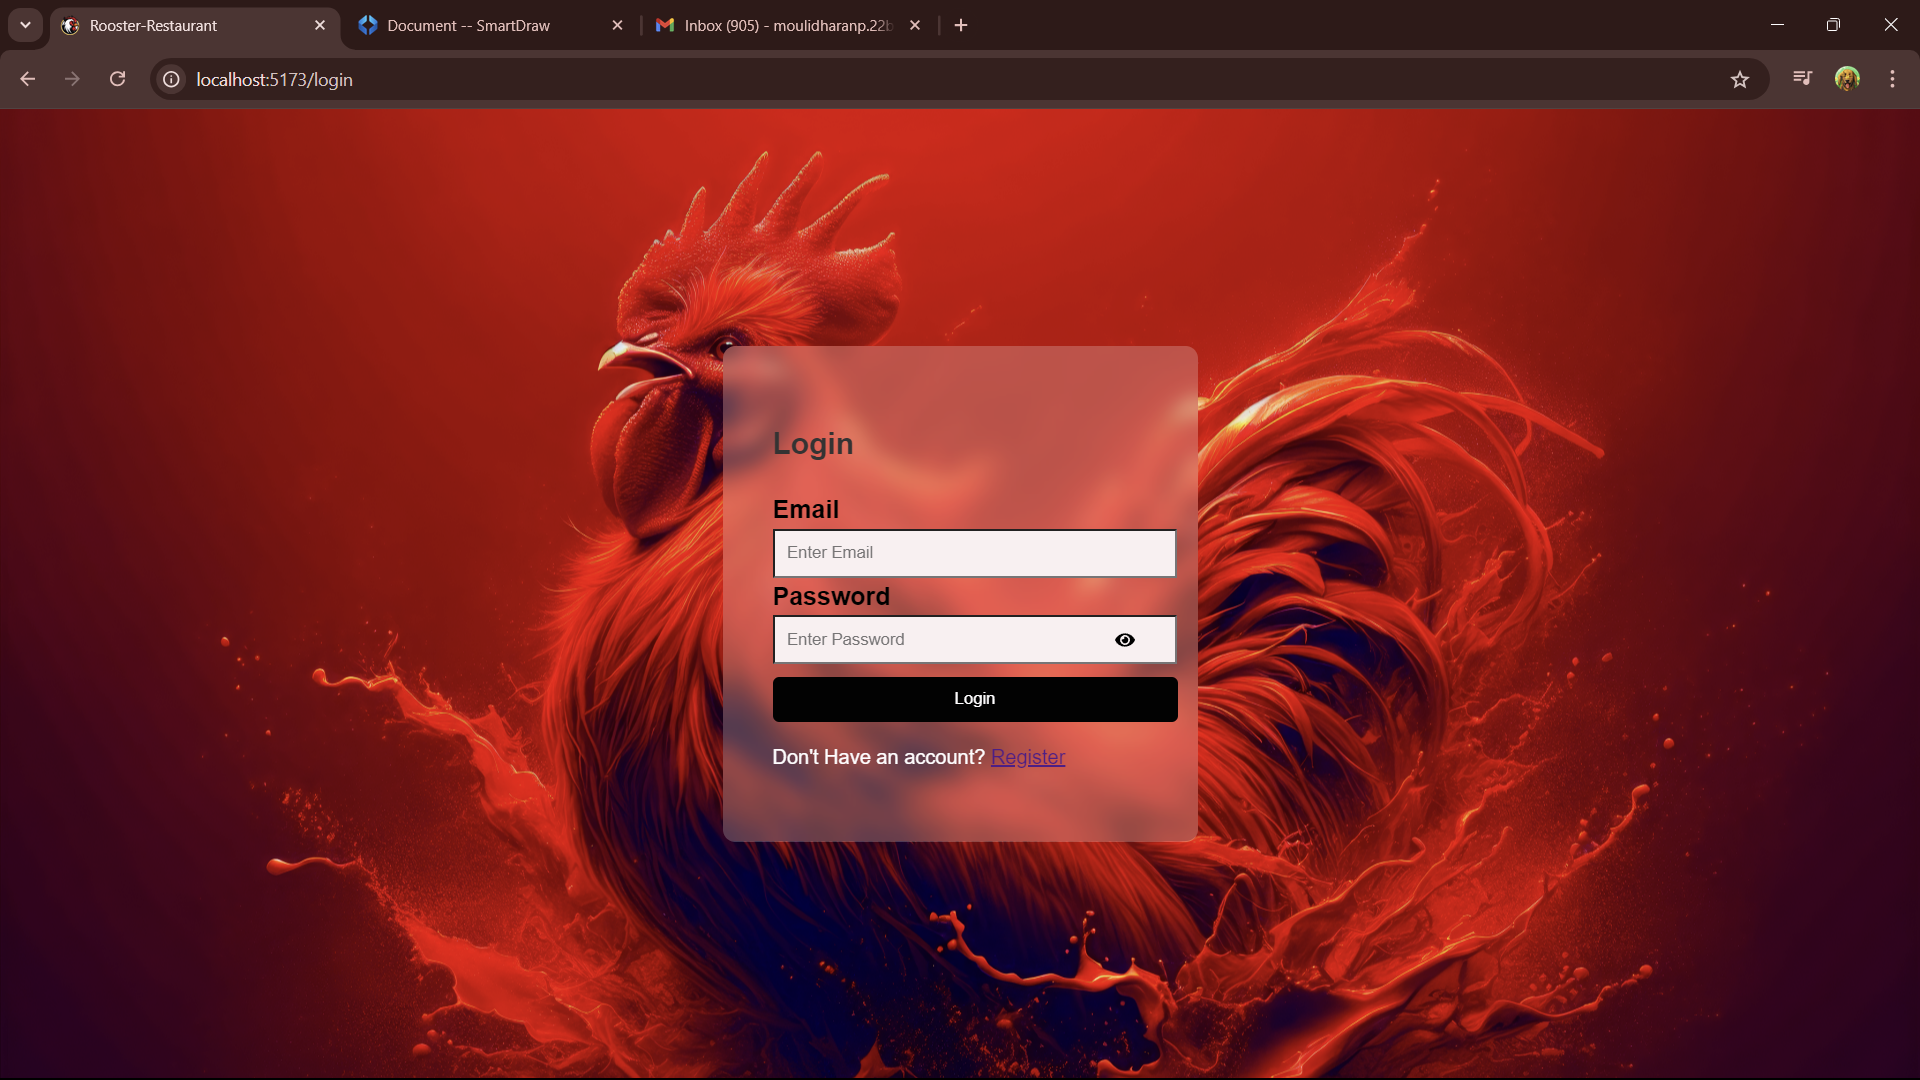 Rooster-Restaurant
Document -- SmartDraw
Inbox (905) - moulidharanp.22b
localhost:5173/login
Login
Email
Enter Email
Password
Enter Password
Login
Don't Have an account? Register